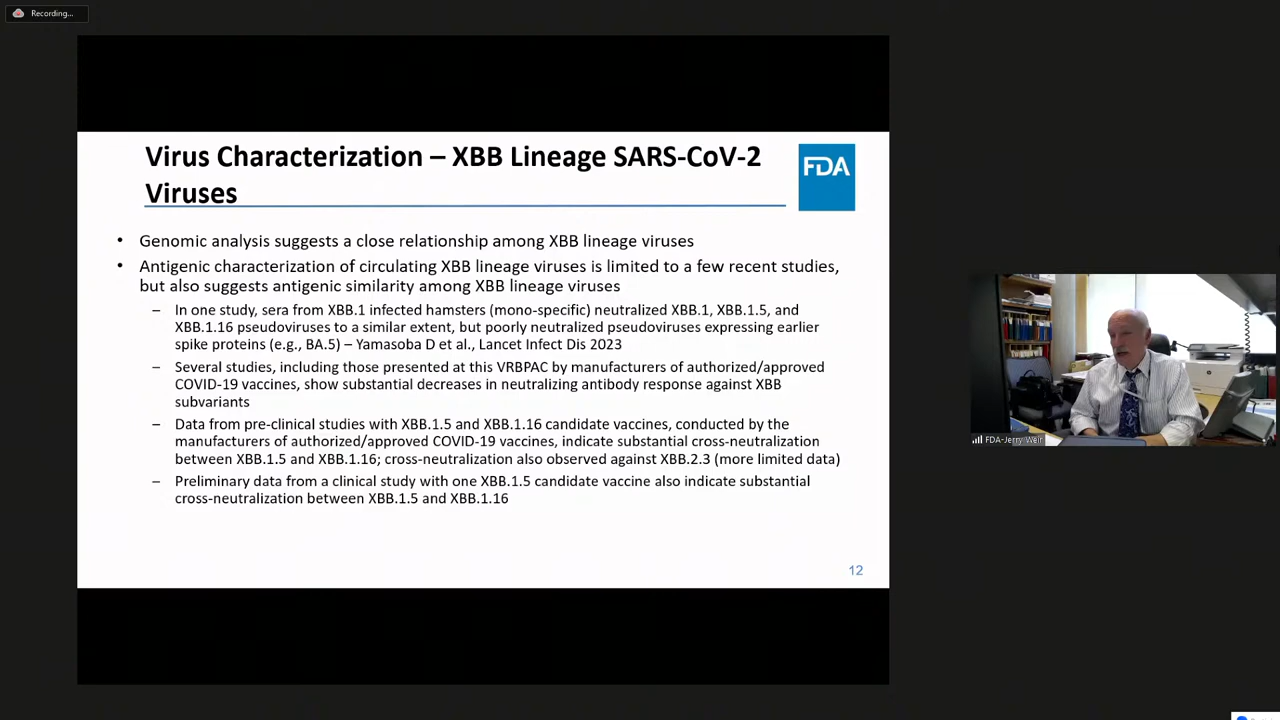 Recording...
Virus Characterization – XBB Lineage SARS-CoV-2
Viruses
FDA
• Genomic analysis suggests a close relationship among XBB lineage viruses
• Antigenic characterization of circulating XBB lineage viruses is limited to a few recent studies,
but also suggests antigenic similarity among XBB lineage viruses
– In one study, sera from XBB.1 infected hamsters (mono-specific) neutralized XBB.1, XBB.1.5, and
XBB.1.16 pseudoviruses to a similar extent, but poorly neutralized pseudoviruses expressing earlier
spike proteins (e.g., BA.5) – Yamasoba D et al., Lancet Infect Dis 2023
– Several studies, including those presented at this VRBPAC by manufacturers of authorized/approved
COVID-19 vaccines, show substantial decreases in neutralizing antibody response against XBB
subvariants
– Data from pre-clinical studies with XBB.1.5 and XBB.1.16 candidate vaccines, conducted by the
manufacturers of authorized/approved COVID-19 vaccines, indicate substantial cross-neutralization
between XBB.1.5 and XBB.1.16; cross-neutralization also observed against XBB.2.3 (more limited data)
– Preliminary data from a clinical study with one XBB.1.5 candidate vaccine also indicate substantial
cross-neutralization between XBB.1.5 and XBB.1.16
12
FDA-Jerry Weir